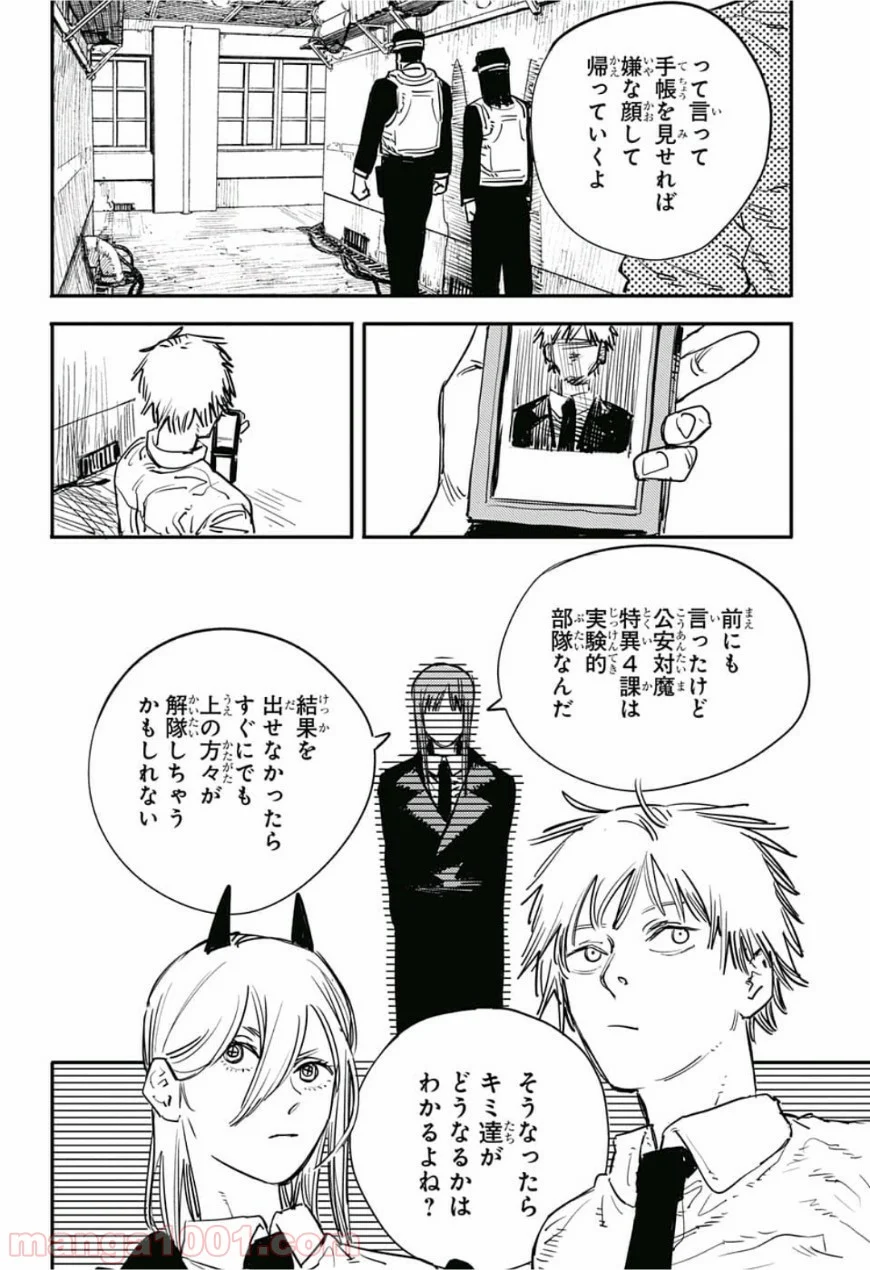 って言って
手帳を見せれば
嫌な顔して
帰っていくよ
前にも
言ったけど
公安対魔
特異4課は
実験的
部隊なんだ
結果を
出せなかったら
すぐにでも
上の方々が
解隊しちゃう
かもしれない
そうなったら
キミ達が
どうなるかは
わかるよね?
manga1001.com